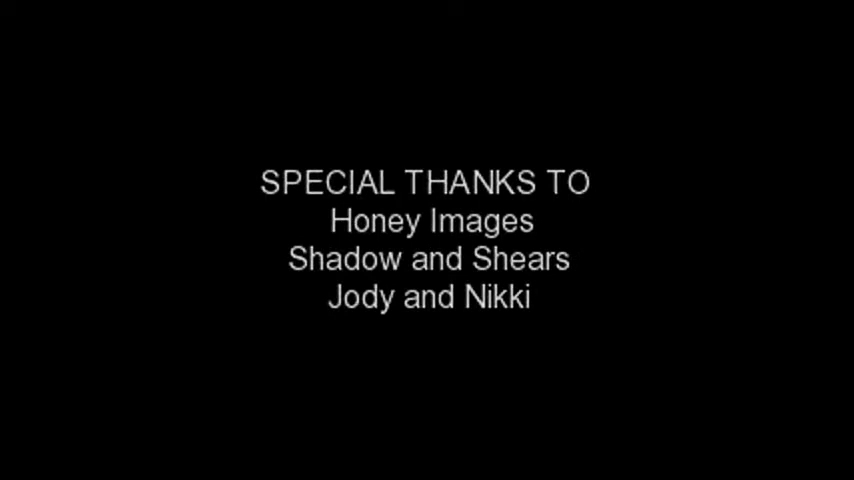 SPECIAL THANKS TO
Honey Images
Shadow and Shears
Jody and Nikki